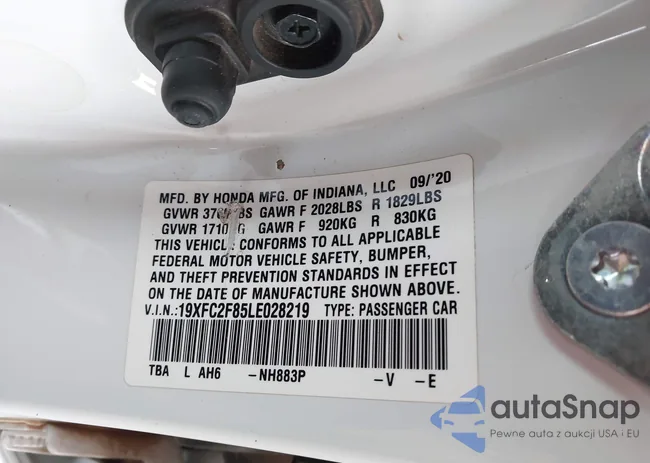 MFD. BY HONDA MFG. OF INDIANA, LLC 09/'20
GVWR GAWR F 2028LBS R 1829LBS
GVWR GAWR F 920KG R 830KG
THIS VEHICLE CONFORMS TO ALL APPLICABLE
FEDERAL MOTOR VEHICLE SAFETY, BUMPER,
AND THEFT PREVENTION STANDARDS IN EFFECT
ON THE DATE OF MANUFACTURE SHOWN ABOVE.
V.I.N.:19XFC2F85LE028219 TYPE: PASSENGER CAR
TBA L AH6 -NH883P -V -E
autaSnap
Pewne auta z aukcji USA i EU